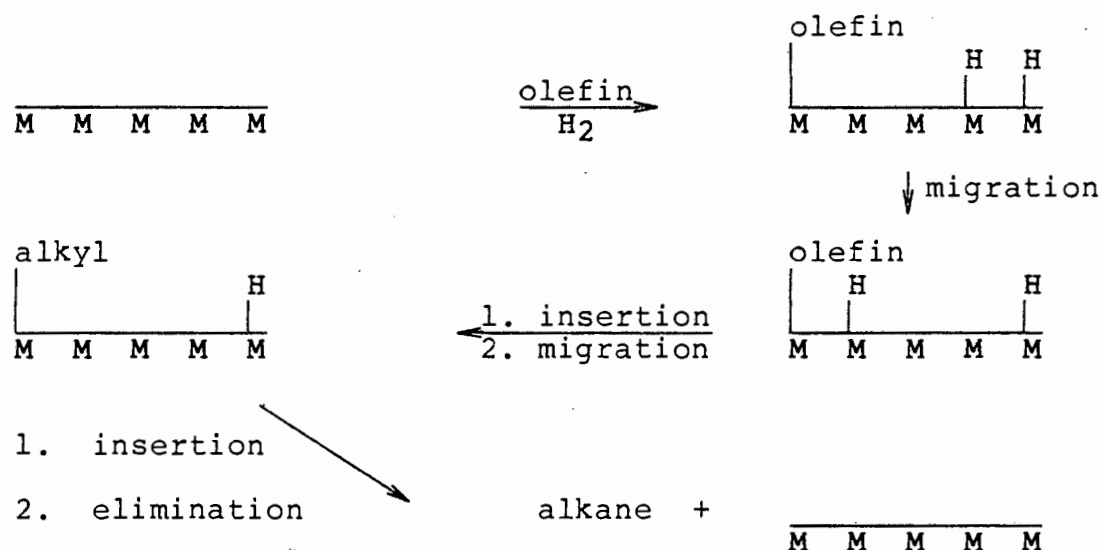 olefin
H H
M M M M M
olefin
H2
M M M M M
migration
alkyl
H
M M M M M
1. insertion
2. migration
olefin
H H
M M M M M
1. insertion
2. elimination
alkane +
M M M M M